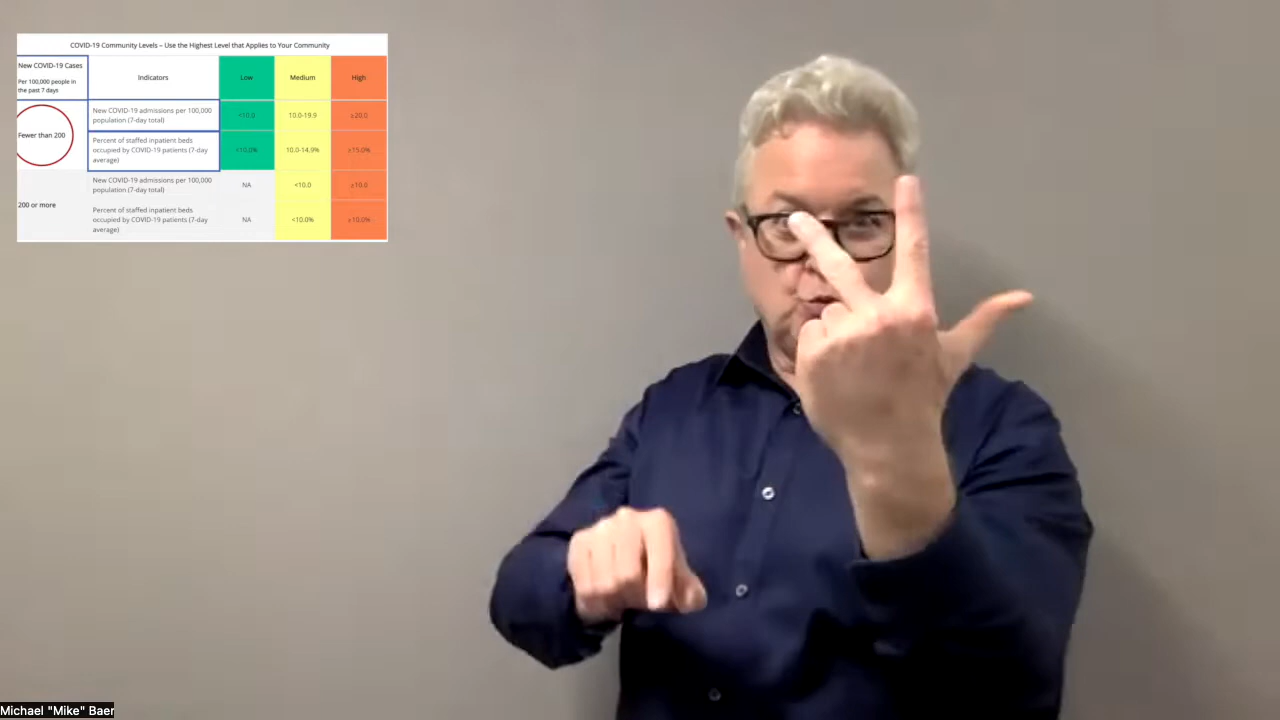 COVID-19 Community Levels – Use the Highest Level that Applies to Your Community
New COVID-19 Cases
Per 100,000 people in
the past 7 days
Indicators
Low
Medium
High
Fewer than 200
New COVID-19 admissions per 100,000
population (7-day total)
<10.0
10.0-19.9
≥20.0
Percent of staffed inpatient beds
occupied by COVID-19 patients (7-day
average)
<10.0%
10.0-14.9%
≥15.0%
200 or more
New COVID-19 admissions per 100,000
population (7-day total)
NA
<10.0
≥10.0
Percent of staffed inpatient beds
occupied by COVID-19 patients (7-day
average)
NA
<10.0%
≥10.0%
Michael "Mike" Baer